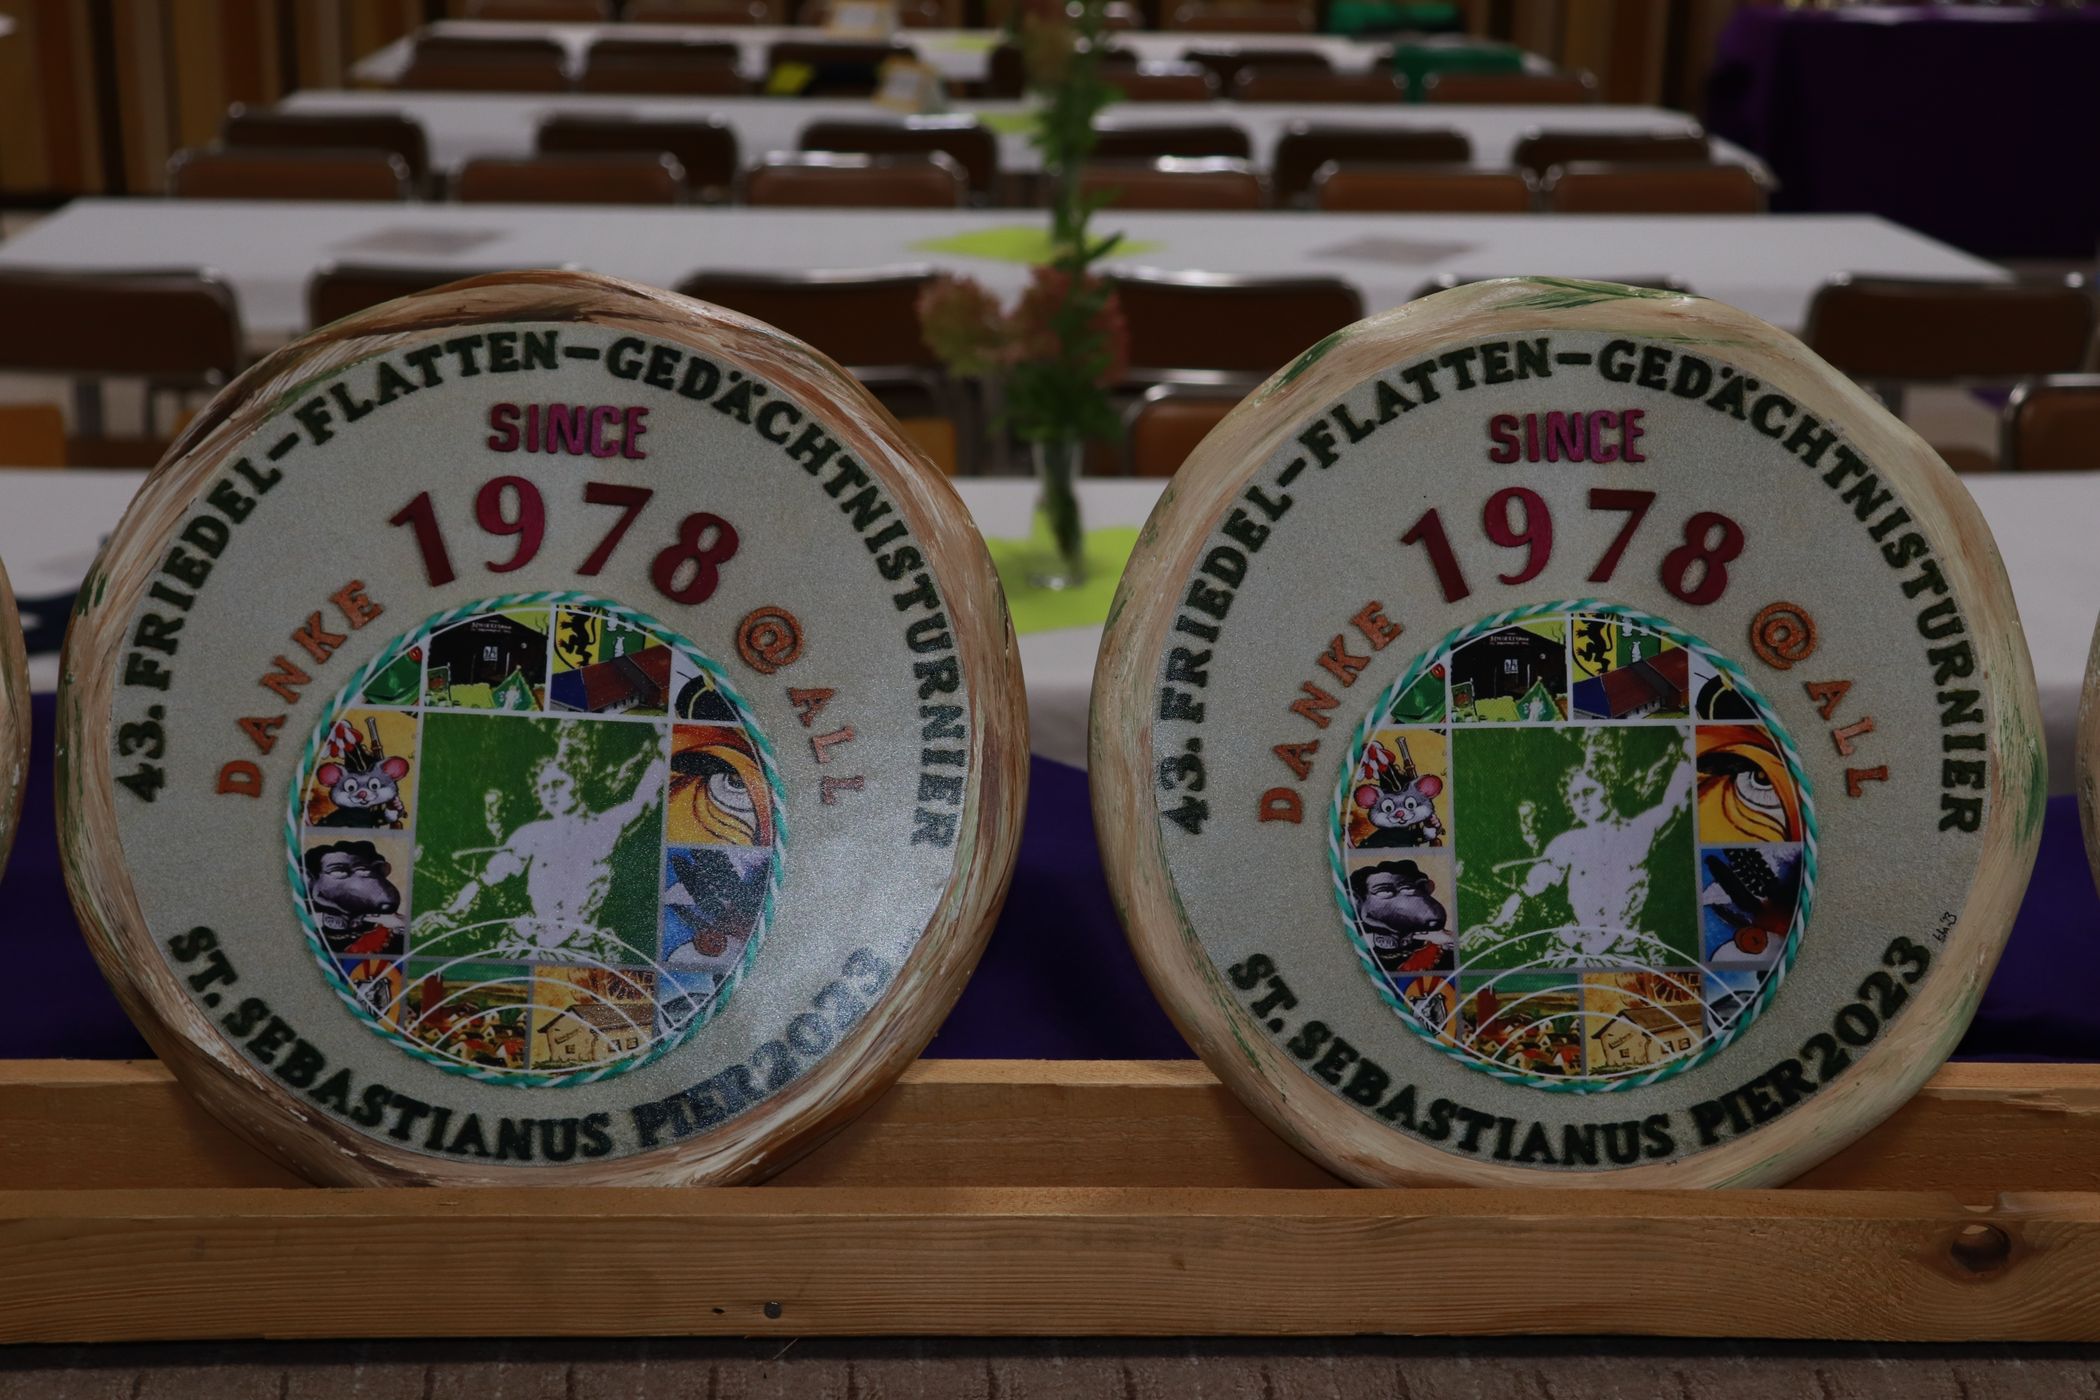 43. FRIEDEL-FLATTEN-GEDÄCHTNISTURNIER
SINCE
1978
DANKE @ ALL
ST. SEBASTIANUS PIER 2023
43. FRIEDEL-FLATTEN-GEDÄCHTNISTURNIER
SINCE
1978
DANKE @ ALL
ST. SEBASTIANUS PIER 2023